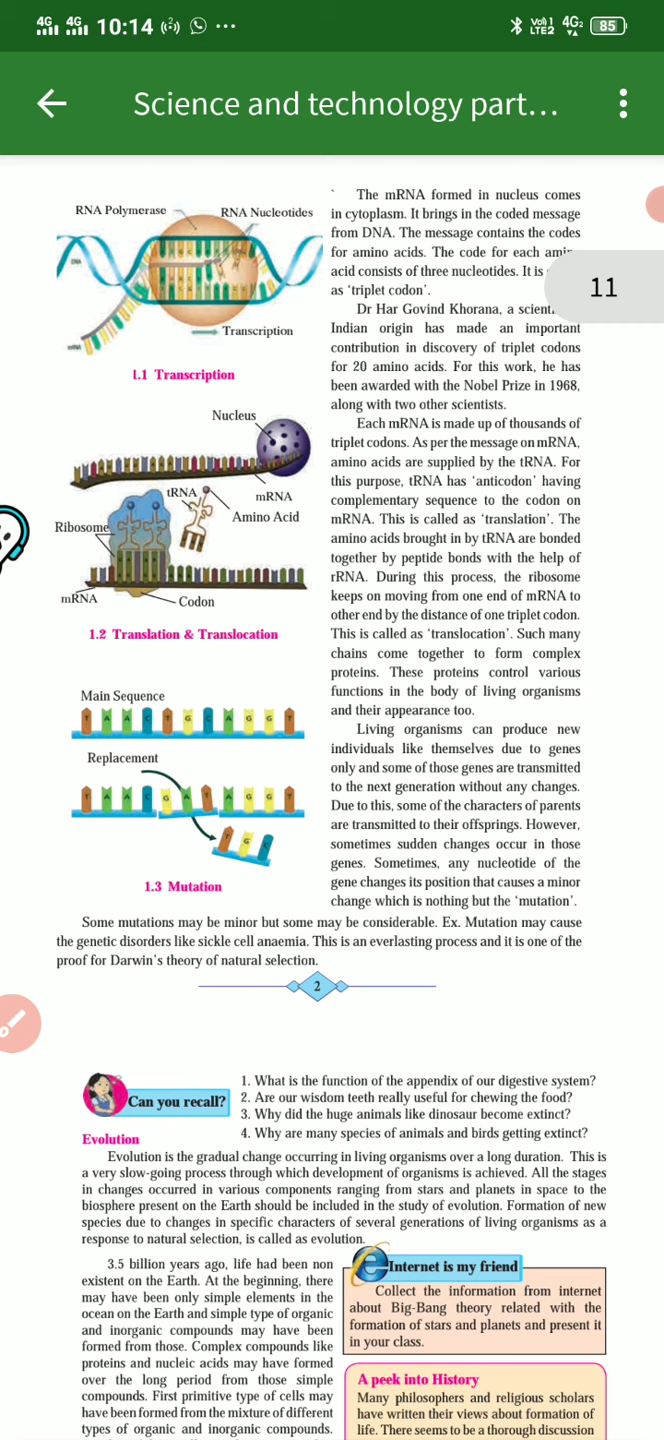 4G 4G 10:14
Vo)) 1 LTE2 4G2 85
Science and technology part...
11
RNA Polymerase
RNA Nucleotides
DNA
mRNA
Transcription
1.1 Transcription
Nucleus
tRNA
mRNA
Amino Acid
Ribosome
mRNA
Codon
1.2 Translation & Translocation
Main Sequence
T A A C T G C A G G T
Replacement
T A A C G A T A G G T
T G C
1.3 Mutation
The mRNA formed in nucleus comes
in cytoplasm. It brings in the coded message
from DNA. The message contains the codes
for amino acids. The code for each
acid consists of three nucleotides. It is
as ‘triplet codon’.
Dr Har Govind Khorana, a
Indian origin has made an important
contribution in discovery of triplet codons
for 20 amino acids. For this work, he has
been awarded with the Nobel Prize in 1968,
along with two other scientists.
Each mRNA is made up of thousands of
triplet codons. As per the message on mRNA,
amino acids are supplied by the tRNA. For
this purpose, tRNA has ‘anticodon’ having
complementary sequence to the codon on
mRNA. This is called as ‘translation’. The
amino acids brought in by tRNA are bonded
together by peptide bonds with the help of
rRNA. During this process, the ribosome
keeps on moving from one end of mRNA to
other end by the distance of one triplet codon.
This is called as ‘translocation’. Such many
chains come together to form complex
proteins. These proteins control various
functions in the body of living organisms
and their appearance too.
Living organisms can produce new
individuals like themselves due to genes
only and some of those genes are transmitted
to the next generation without any changes.
Due to this, some of the characters of parents
are transmitted to their offsprings. However,
sometimes sudden changes occur in those
genes. Sometimes, any nucleotide of the
gene changes its position that causes a minor
change which is nothing but the ‘mutation’.
Some mutations may be minor but some may be considerable. Ex. Mutation may cause
the genetic disorders like sickle cell anaemia. This is an everlasting process and it is one of the
proof for Darwin’s theory of natural selection.
2
Can you recall?
1. What is the function of the appendix of our digestive system?
2. Are our wisdom teeth really useful for chewing the food?
3. Why did the huge animals like dinosaur become extinct?
4. Why are many species of animals and birds getting extinct?
Evolution
Evolution is the gradual change occurring in living organisms over a long duration. This is
a very slow-going process through which development of organisms is achieved. All the stages
in changes occurred in various components ranging from stars and planets in space to the
biosphere present on the Earth should be included in the study of evolution. Formation of new
species due to changes in specific characters of several generations of living organisms as a
response to natural selection, is called as evolution.
3.5 billion years ago, life had been non
existent on the Earth. At the beginning, there
may have been only simple elements in the
ocean on the Earth and simple type of organic
and inorganic compounds may have been
formed from those. Complex compounds like
proteins and nucleic acids may have formed
over the long period from those simple
compounds. First primitive type of cells may
have been formed from the mixture of different
types of organic and inorganic compounds.
Internet is my friend
Collect the information from internet
about Big-Bang theory related with the
formation of stars and planets and present it
in your class.
A peek into History
Many philosophers and religious scholars
have written their views about formation of
life. There seems to be a thorough discussion